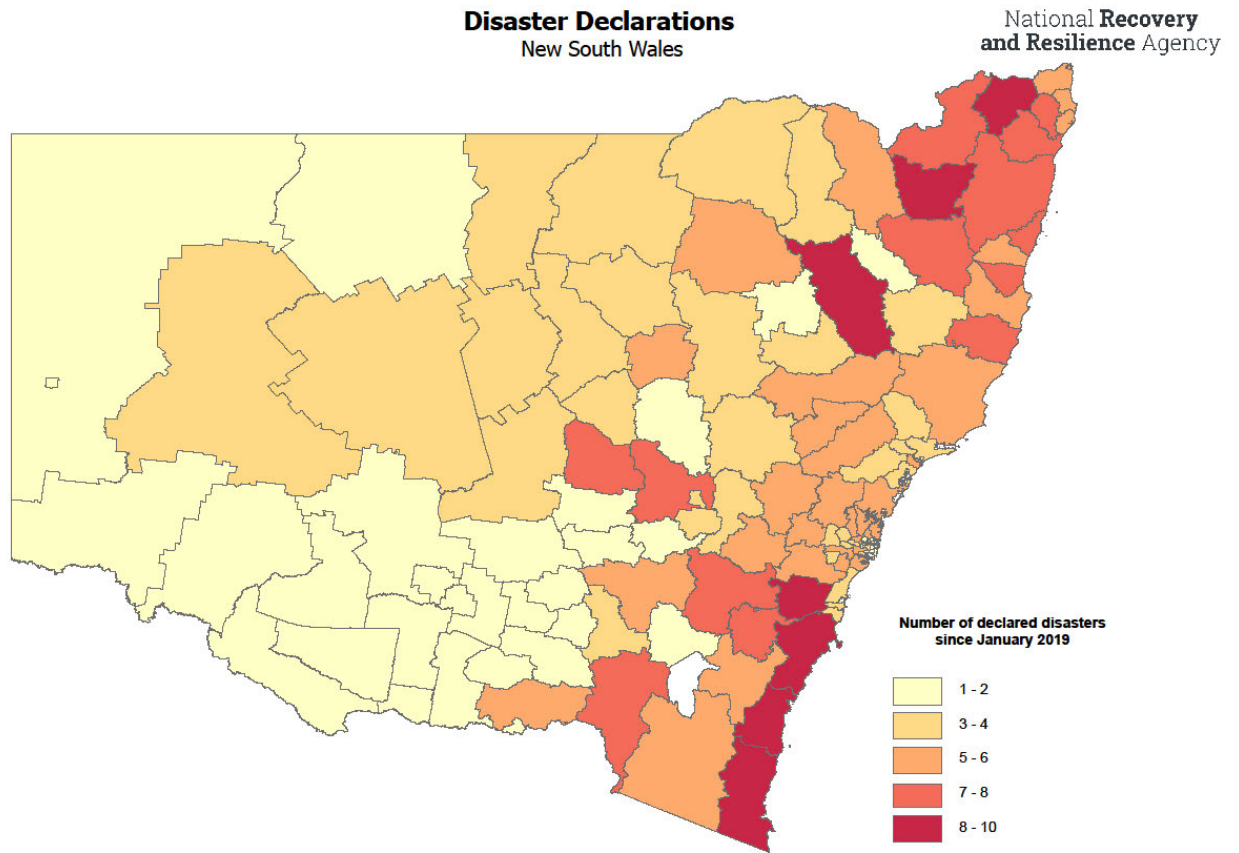 Disaster Declarations
New South Wales
National Recovery
and Resilience Agency
Number of declared disasters
since January 2019
1 - 2
3 - 4
5 - 6
7 - 8
8 - 10